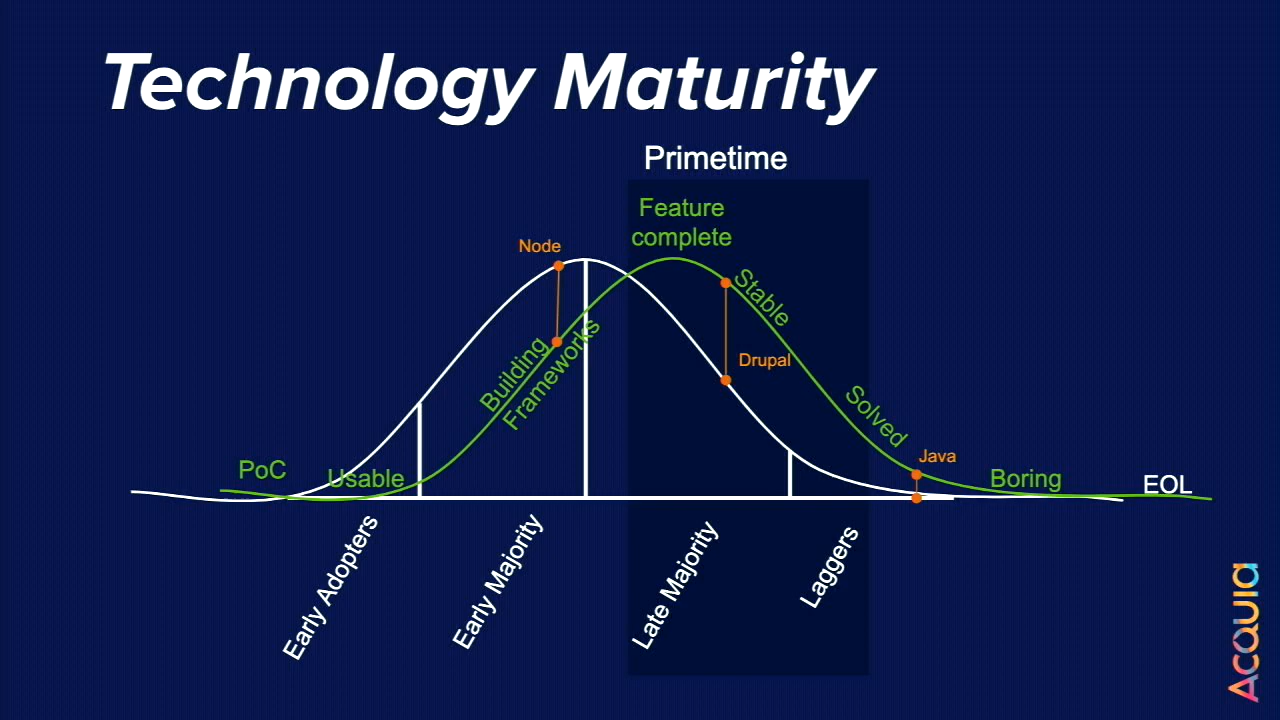 Technology Maturity
Primetime
Feature
complete
Node
Stable
Building
Frameworks
Drupal
Solved
Java
PoC
Usable
Boring
EOL
Early Adopters
Early Majority
Late Majority
Laggers
ACQUIA